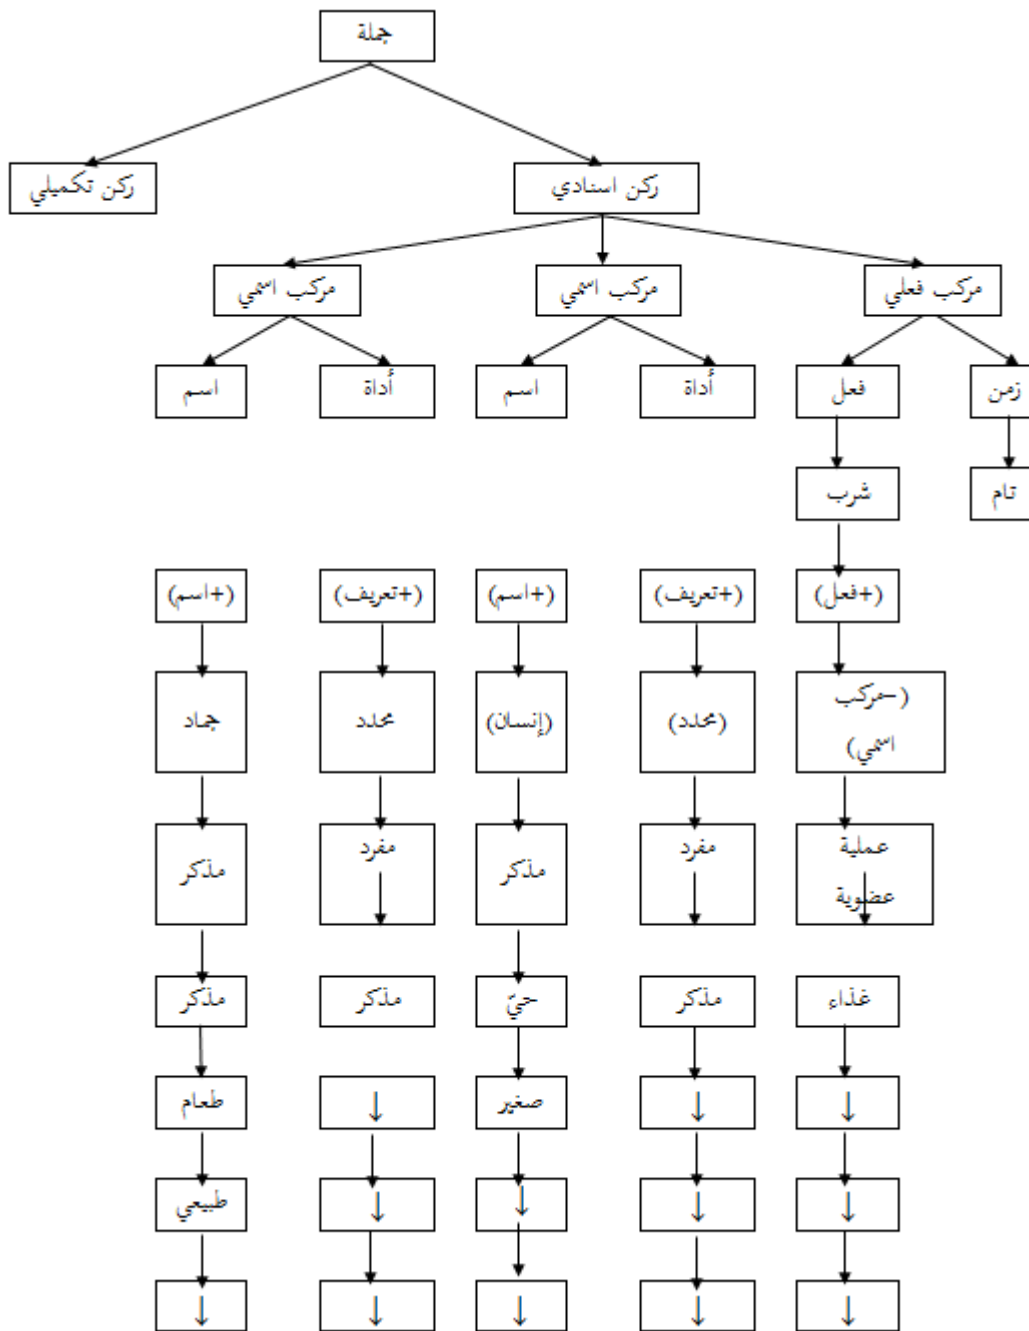 جملة
ركن اسنادي
ركن تكميلي
مركب فعلي
مركب اسمي
مركب اسمي
زمن
فعل
أداة
اسم
أداة
اسم
تام
شرب
(+فعل)
(+تعريف)
(+اسم)
(+تعريف)
(+اسم)
(–مركب
اسمي)
(محدد)
(إنسان)
محدد
جماد
عملية
عضوية
مفرد
مذكر
مفرد
مذكر
غذاء
مذكر
حيّ
مذكر
مذكر
↓
↓
صغير
↓
طعام
↓
↓
↓
↓
طبيعي
↓
↓
↓
↓
↓